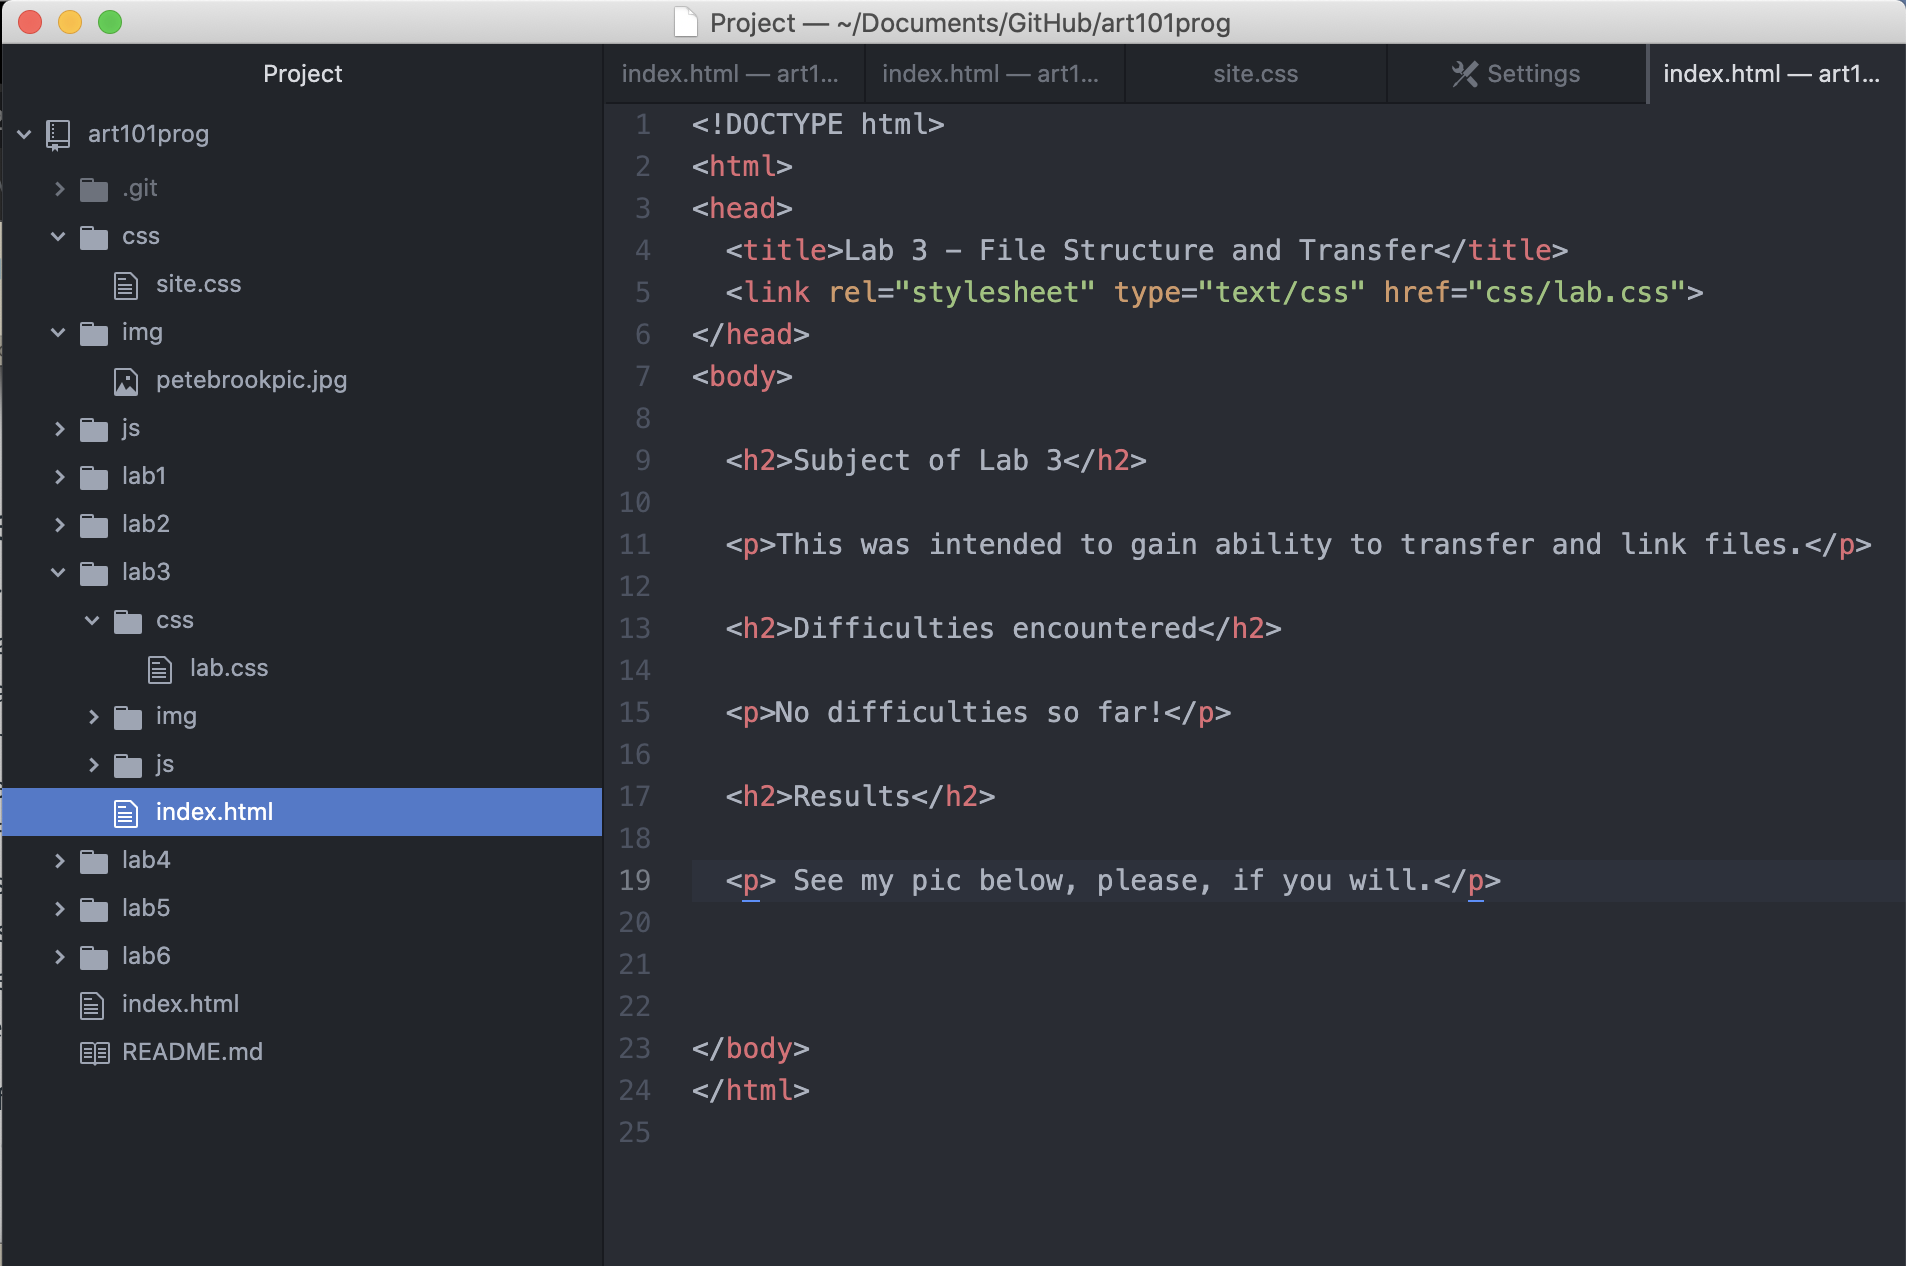 Project — ~/Documents/GitHub/art101prog
Project
art101prog
.git
css
site.css
img
petebrookpic.jpg
js
lab1
lab2
lab3
css
lab.css
img
js
index.html
lab4
lab5
lab6
index.html
README.md
index.html — art1... index.html — art1... site.css Settings index.html — art1...
1 <!DOCTYPE html>
2 <html>
3 <head>
4 <title>Lab 3 - File Structure and Transfer</title>
5 <link rel="stylesheet" type="text/css" href="css/lab.css">
6 </head>
7 <body>
8
9 <h2>Subject of Lab 3</h2>
10
11 <p>This was intended to gain ability to transfer and link files.</p>
12
13 <h2>Difficulties encountered</h2>
14
15 <p>No difficulties so far!</p>
16
17 <h2>Results</h2>
18
19 <p> See my pic below, please, if you will.</p>
20
21
22
23 </body>
24 </html>
25